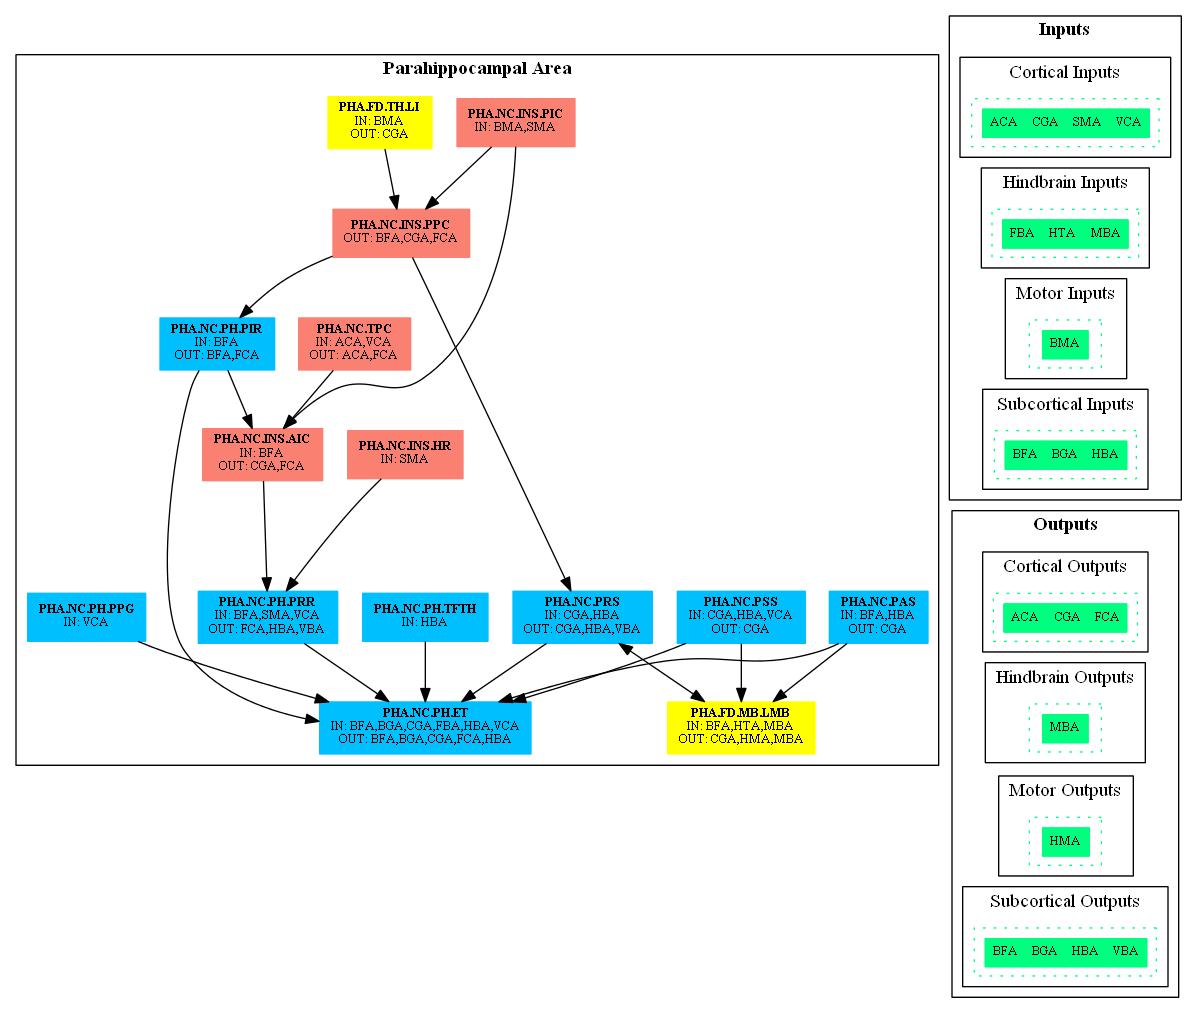 Parahippocampal Area
PHA.FD.TH.LI
IN: BMA
OUT: CGA
PHA.NC.INS.PIC
IN: BMA,SMA
PHA.NC.INS.PPC
OUT: BFA,CGA,FCA
PHA.NC.PH.PIR
IN: BFA
OUT: BFA,FCA
PHA.NC.TPC
IN: ACA,VCA
OUT: ACA,FCA
PHA.NC.INS.AIC
IN: BFA
OUT: CGA,FCA
PHA.NC.INS.HR
IN: SMA
PHA.NC.PH.PPG
IN: VCA
PHA.NC.PH.PRR
IN: BFA,SMA,VCA
OUT: FCA,HBA,VBA
PHA.NC.PH.TFTH
IN: HBA
PHA.NC.PRS
IN: CGA,HBA
OUT: CGA,HBA,VBA
PHA.NC.PSS
IN: CGA,HBA,VCA
OUT: CGA
PHA.NC.PAS
IN: BFA,HBA
OUT: CGA
PHA.NC.PH.ET
IN: BFA,BGA,CGA,FBA,HBA,VCA
OUT: BFA,BGA,CGA,FCA,HBA
PHA.FD.MB.LMB
IN: BFA,HTA,MBA
OUT: CGA,HMA,MBA
Inputs
Cortical Inputs
ACA CGA SMA VCA
Hindbrain Inputs
FBA HTA MBA
Motor Inputs
BMA
Subcortical Inputs
BFA BGA HBA
Outputs
Cortical Outputs
ACA CGA FCA
Hindbrain Outputs
MBA
Motor Outputs
HMA
Subcortical Outputs
BFA BGA HBA VBA